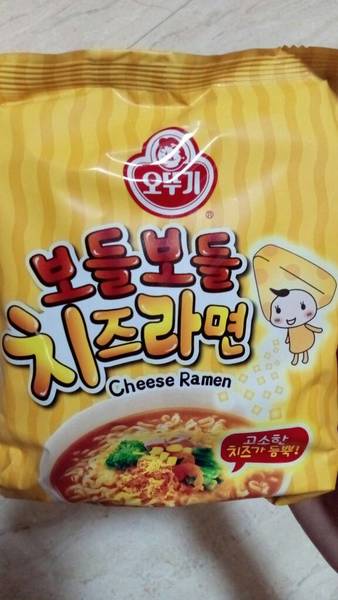 오뚜기
®
보들보들
치즈라면
Cheese Ramen
고소한
치즈가 듬뿍!